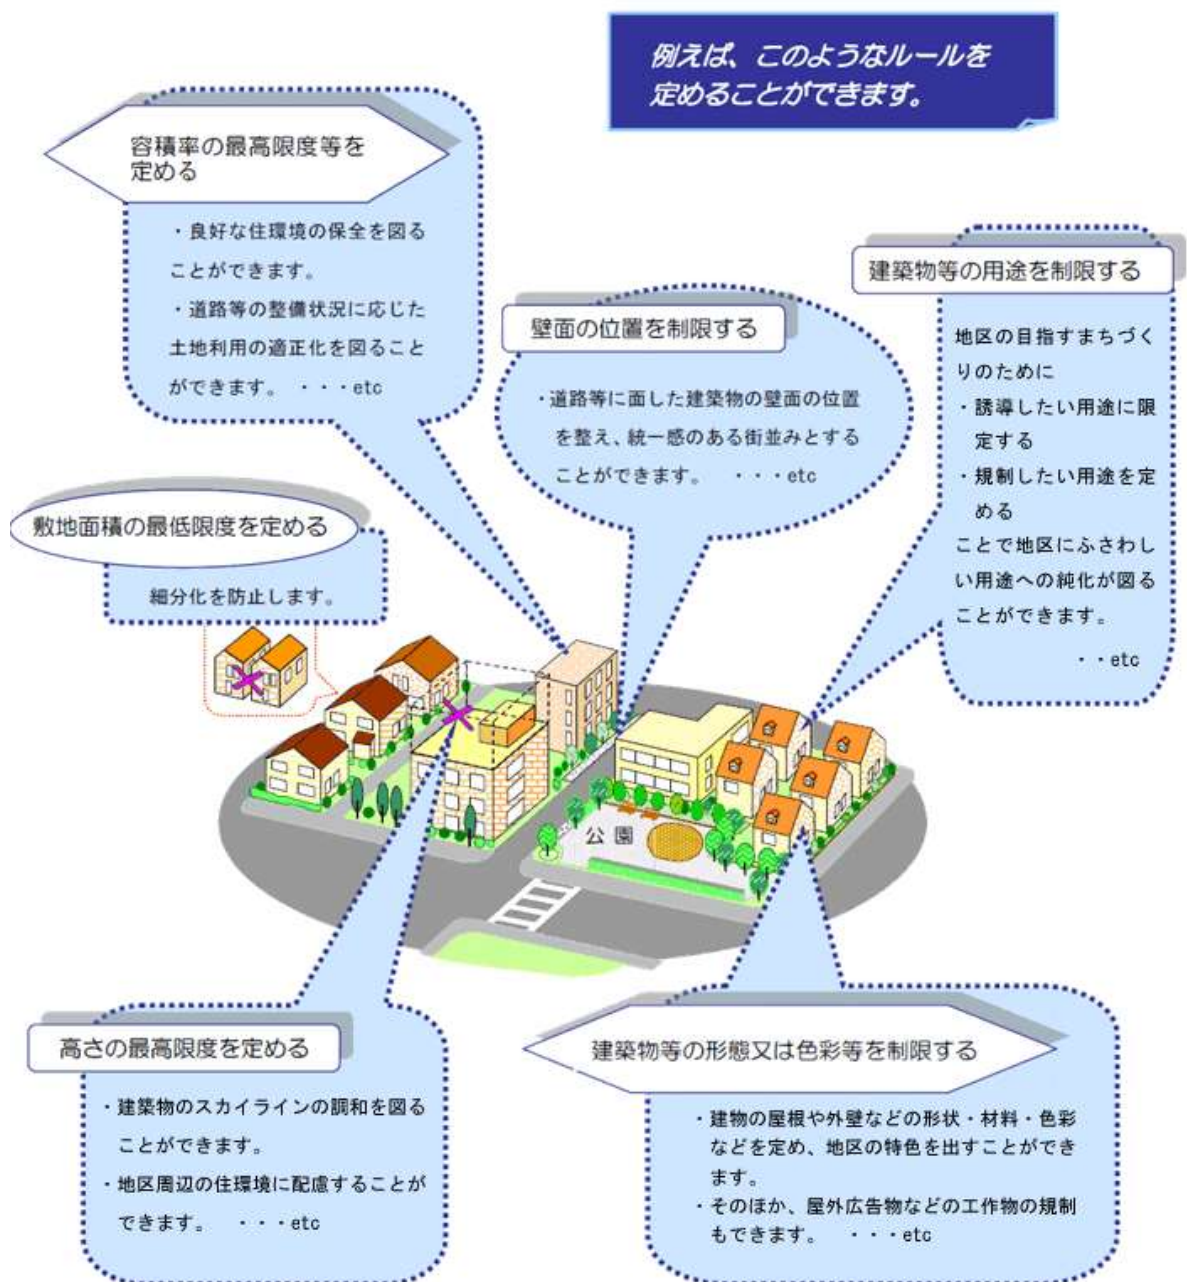 例えば、このようなルールを
定めることができます。
容積率の最高限度等を
定める
・良好な住環境の保全を図る
ことができます。
・道路等の整備状況に応じた
土地利用の適正化を図ること
ができます。　・・・etc
壁面の位置を制限する
・道路等に面した建築物の壁面の位置
を整え、統一感のある街並みとする
ことができます。　・・・etc
建築物等の用途を制限する
地区の目指すまちづく
りのために
・誘導したい用途に限
定する
・規制したい用途を定
める
ことで地区にふさわし
い用途への純化が図る
ことができます。
・・etc
敷地面積の最低限度を定める
細分化を防止します。
公園
高さの最高限度を定める
・建築物のスカイラインの調和を図る
ことができます。
・地区周辺の住環境に配慮することが
できます。　・・・etc
建築物等の形態又は色彩等を制限する
・建物の屋根や外壁などの形状・材料・色彩
などを定め、地区の特色を出すことができ
ます。
・そのほか、屋外広告物などの工作物の規制
もできます。　・・・etc